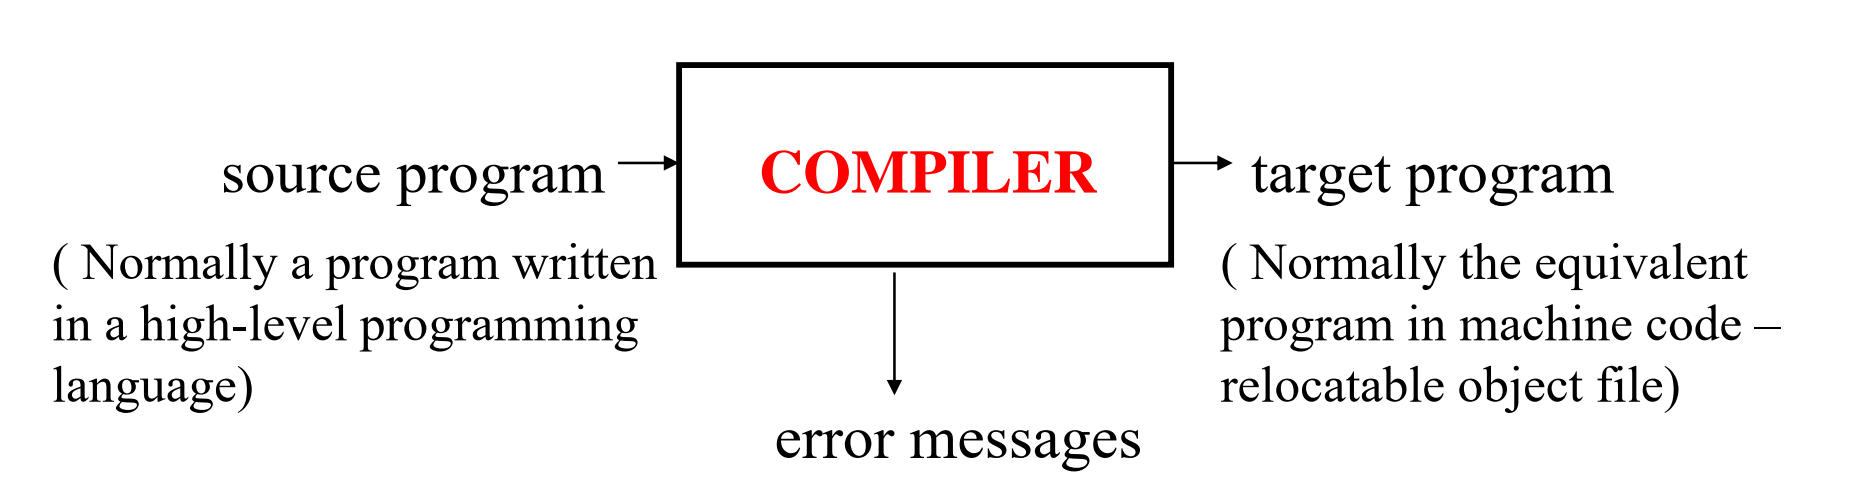 source program
COMPILER
target program
( Normally a program written
in a high-level programming
language)
( Normally the equivalent
program in machine code –
relocatable object file)
error messages